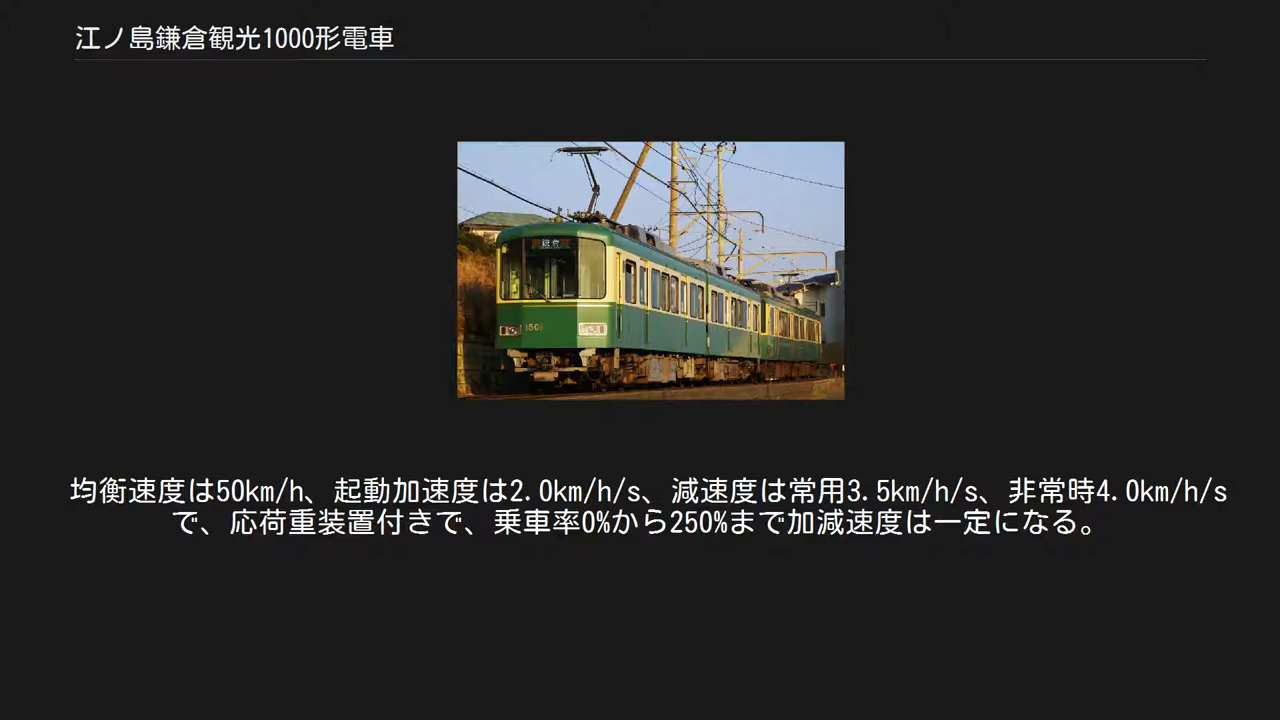 江ノ島鎌倉観光1000形電車
鎌倉
1501
均衡速度は50km/h、起動加速度は2.0km/h/s、減速度は常用3.5km/h/s、非常時4.0km/h/s
で、応荷重装置付きで、乗車率0%から250%まで加減速度は一定になる。